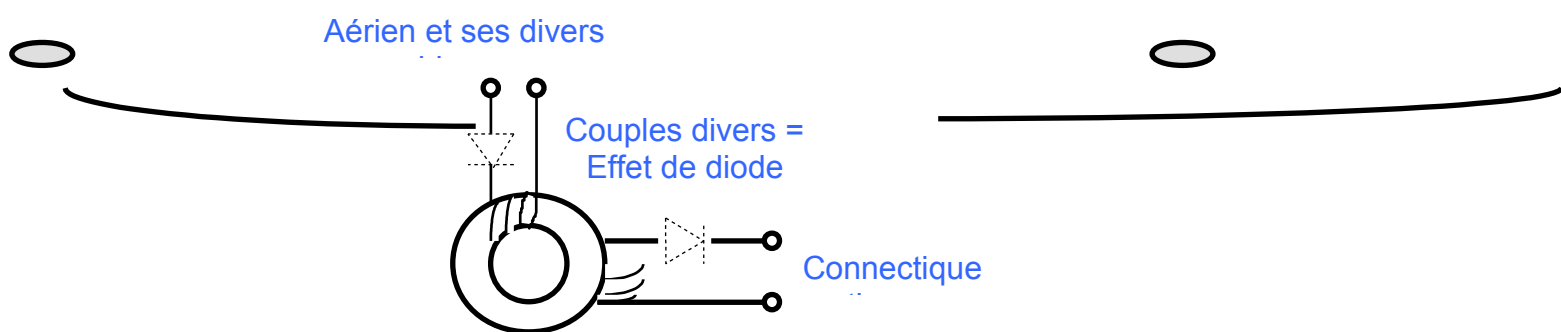 Aérien et ses divers
Couples divers =
Effet de diode
Connectique